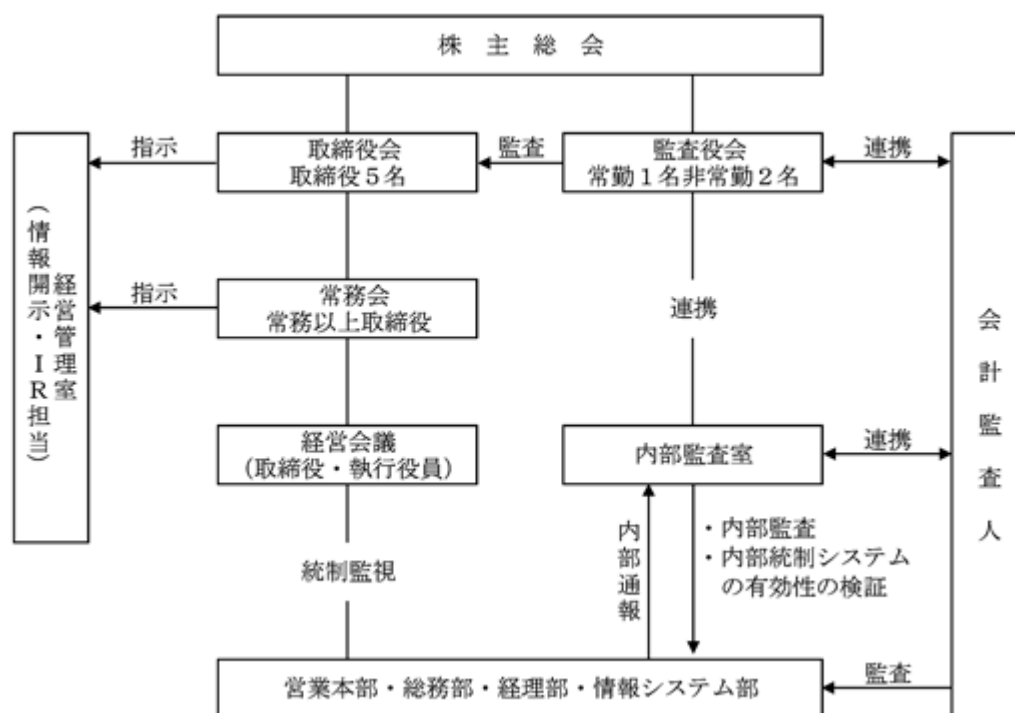 株主総会
指示
取締役会
取締役５名
監査
監査役会
常勤１名非常勤２名
連携
経営管理室
（情報開示・ＩＲ担当）
指示
常務会
常務以上取締役
連携
会計監査人
経営会議
（取締役・執行役員）
内部監査室
連携
統制監視
内部通報
・内部監査
・内部統制システム
の有効性の検証
営業本部・総務部・経理部・情報システム部
監査